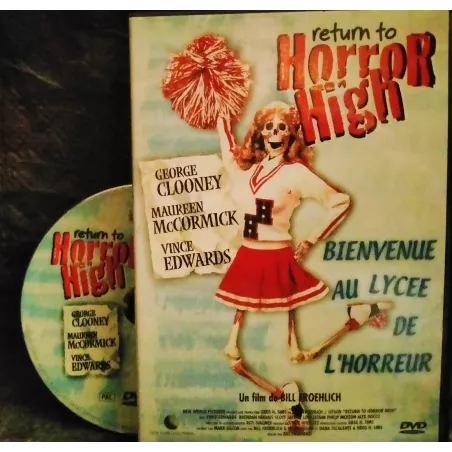 return to
HORROR
High
GEORGE
CLOONEY
MAUREEN
McCORMICK
VINCE
EDWARDS
H H
BIENVENUE
AU LYCEE
DE
L'HORREUR
Un film de BILL FROEHLICH
DVD
return to
HORROR
High
GEORGE
CLOONEY
MAUREEN
McCORMICK
VINCE
EDWARDS
PAL